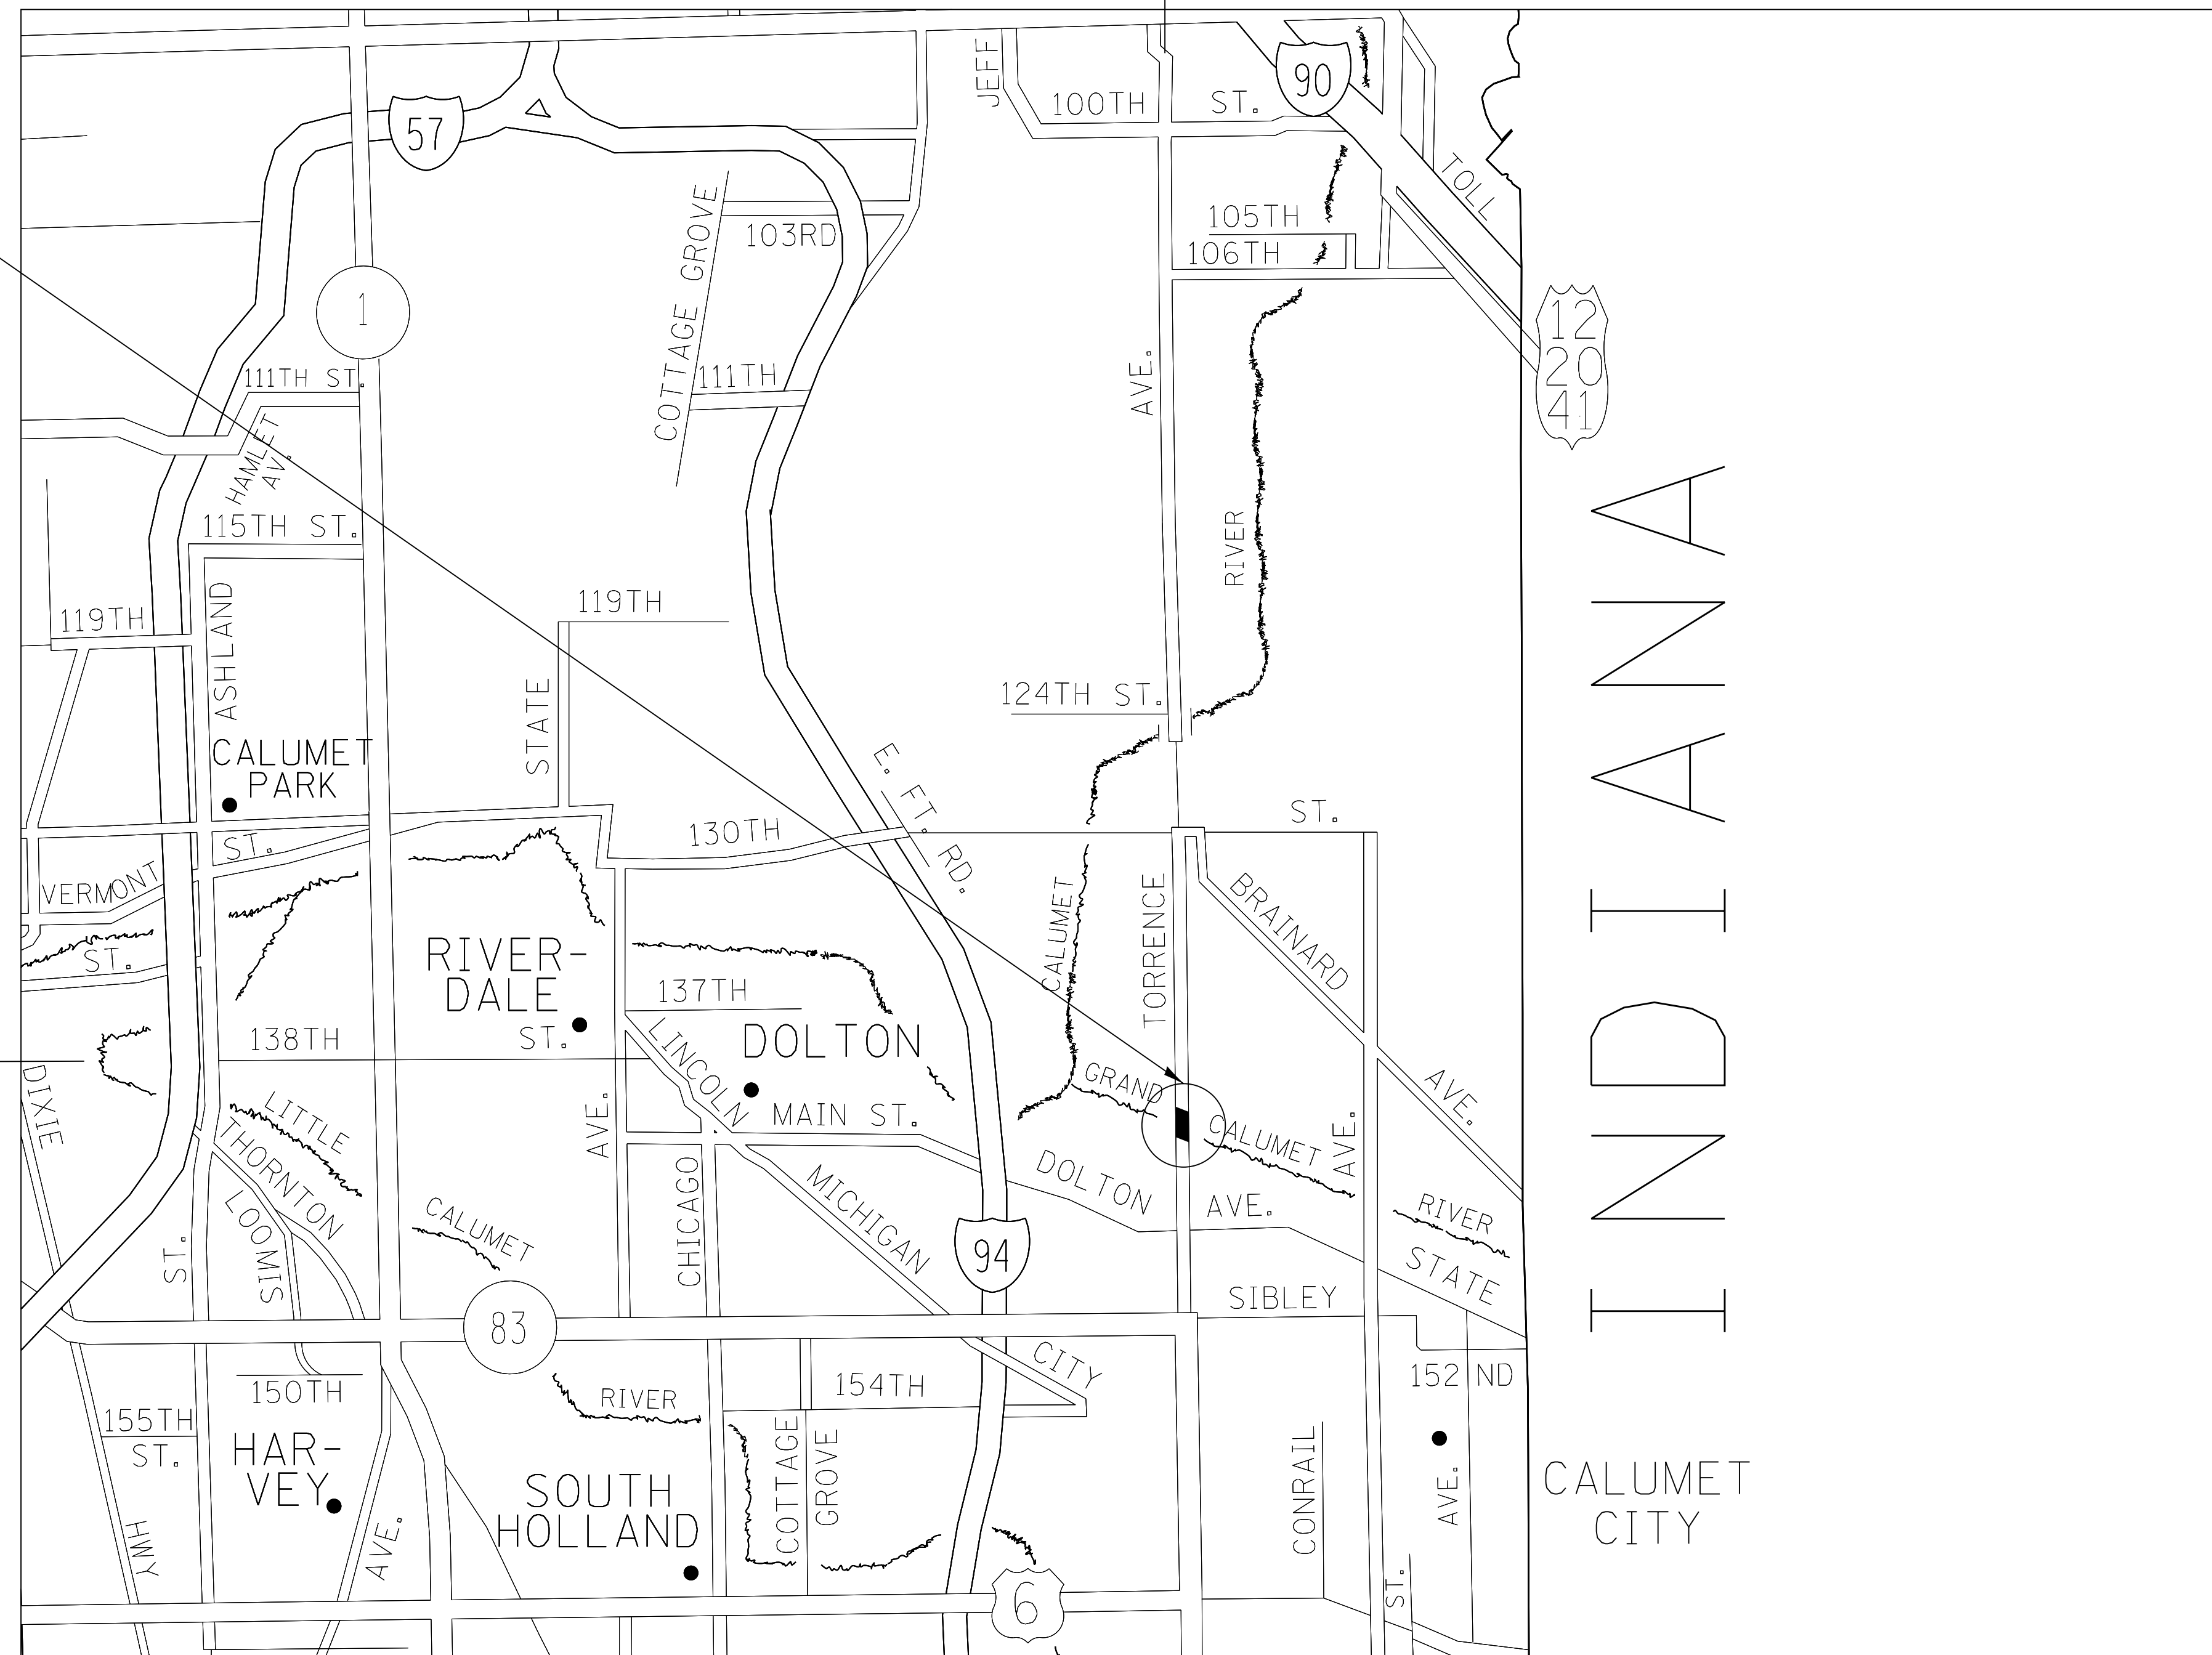 JEFF
100TH ST.
90
57
TOLL
COTTAGE GROVE
103RD
105TH
106TH
1
12
20
41
111TH ST.
HAMLET
AV.
111TH
AVE.
RIVER
115TH ST.
ASHLAND
119TH
119TH
STATE
124TH ST.
INDIANA
CALUMET
PARK
E. FT. RD.
ST.
130TH
ST.
VERMONT
ST.
RIVER-
DALE
ST.
CALUMET
TORRENCE
BRAINARD
AVE.
137TH
DOLTON
138TH
LINCOLN
GRAND
CALUMET
RIVER
DIXIE
LITTLE
THORNTON
LOOMIS
ST.
CALUMET
AVE.
MAIN ST.
CHICAGO
MICHIGAN
CITY
DOLTON
AVE.
AVE.
94
STATE
SIBLEY
83
152 ND
150TH
RIVER
154TH
155TH
ST.
HAR-
VEY
COTTAGE
GROVE
SOUTH
HOLLAND
CONRAIL
AVE.
CALUMET
CITY
HWY
AVE.
ST.
6